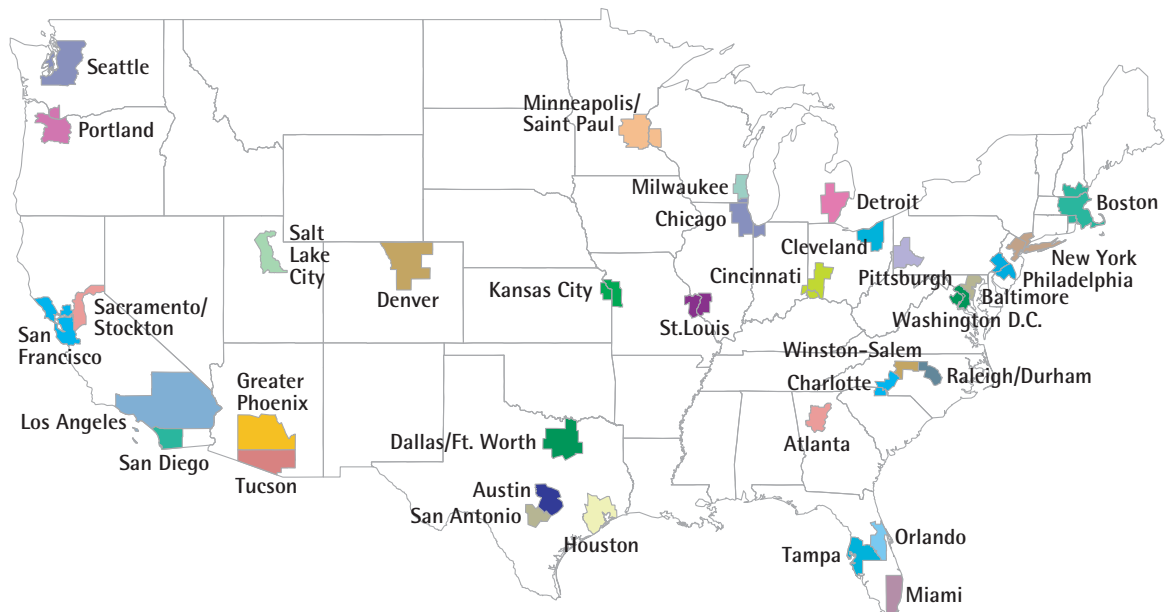 Seattle
Portland
Minneapolis/
Saint Paul
Milwaukee
Chicago
Detroit
Boston
Cleveland
New York
Cincinnati
Pittsburgh
Philadelphia
Baltimore
Washington D.C.
Salt
Lake
City
Denver
Kansas City
St.Louis
Sacramento/
Stockton
San
Francisco
Winston-Salem
Charlotte
Raleigh/Durham
Greater
Phoenix
Los Angeles
San Diego
Tucson
Dallas/Ft. Worth
Atlanta
Austin
San Antonio
Houston
Orlando
Tampa
Miami